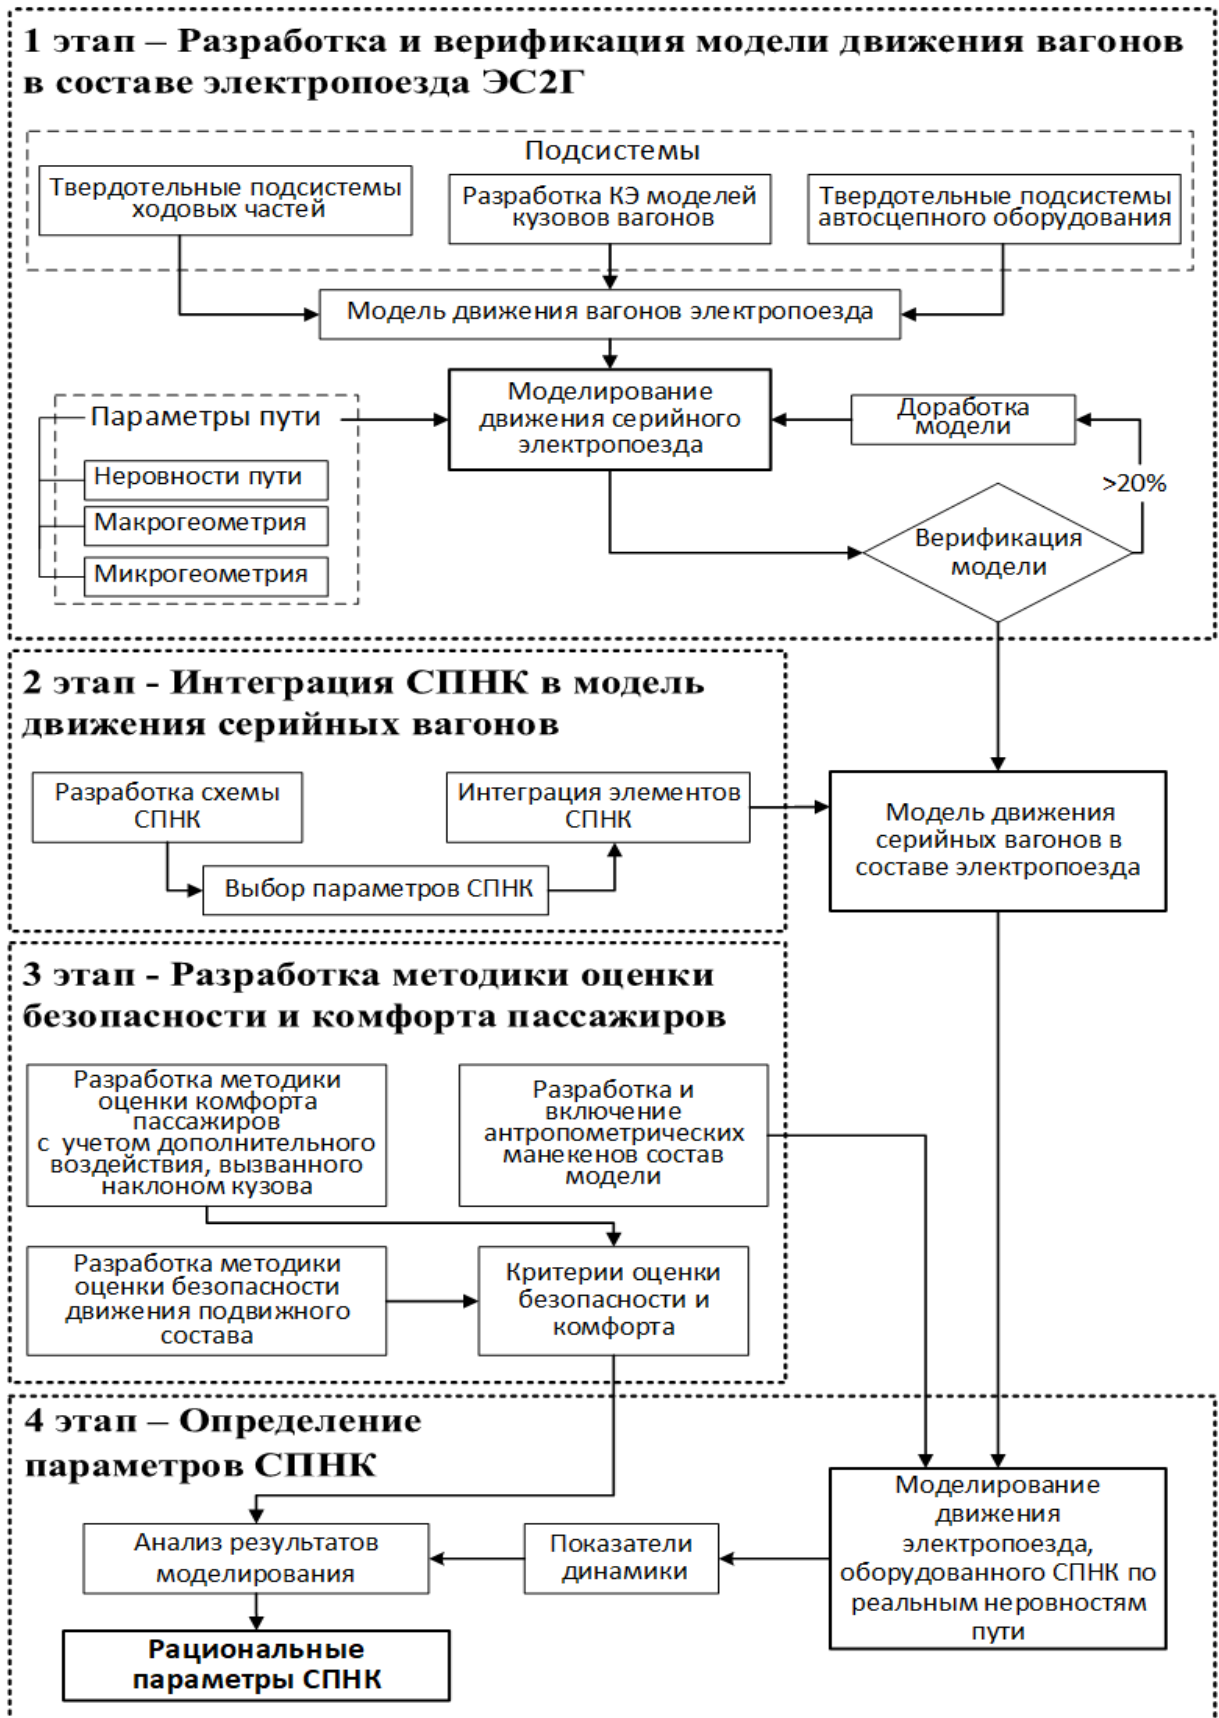 1 этап – Разработка и верификация модели движения вагонов
в составе электропоезда ЭС2Г
Подсистемы
Твердотельные подсистемы
ходовых частей
Разработка КЭ моделей
кузовов вагонов
Твердотельные подсистемы
автосцепного оборудования
Модель движения вагонов электропоезда
Параметры пути
Неровности пути
Макрогеометрия
Микрогеометрия
Моделирование
движения серийного
электропоезда
Доработка
модели
>20%
Верификация
модели
2 этап - Интеграция СПНК в модель
движения серийных вагонов
Разработка схемы
СПНК
Интеграция элементов
СПНК
Выбор параметров СПНК
Модель движения
серийных вагонов в
составе электропоезда
3 этап - Разработка методики оценки
безопасности и комфорта пассажиров
Разработка методики
оценки комфорта
пассажиров
с учетом дополнительного
воздействия, вызванного
наклоном кузова
Разработка и
включение
антропометрических
манекенов состав
модели
Разработка методики
оценки безопасности
движения подвижного
состава
Критерии оценки
безопасности и
комфорта
4 этап – Определение
параметров СПНК
Анализ результатов
моделирования
Показатели
динамики
Моделирование
движения
электропоезда,
оборудованного СПНК по
реальным неровностям
пути
Рациональные
параметры СПНК